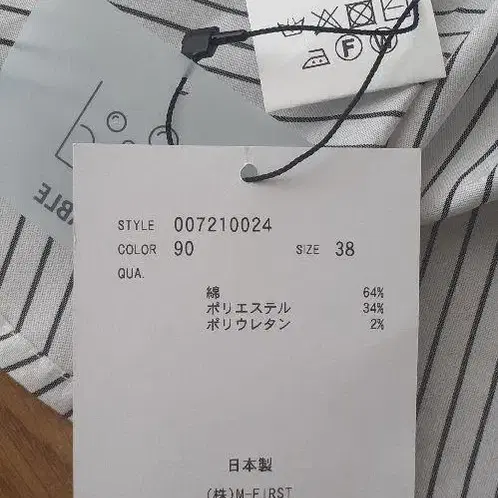 F W
STYLE 007210024
COLOR 90 SIZE 38
QUA.
綿 64%
ポリエステル 34%
ポリウレタン 2%
日本製
(株)M-FIRST